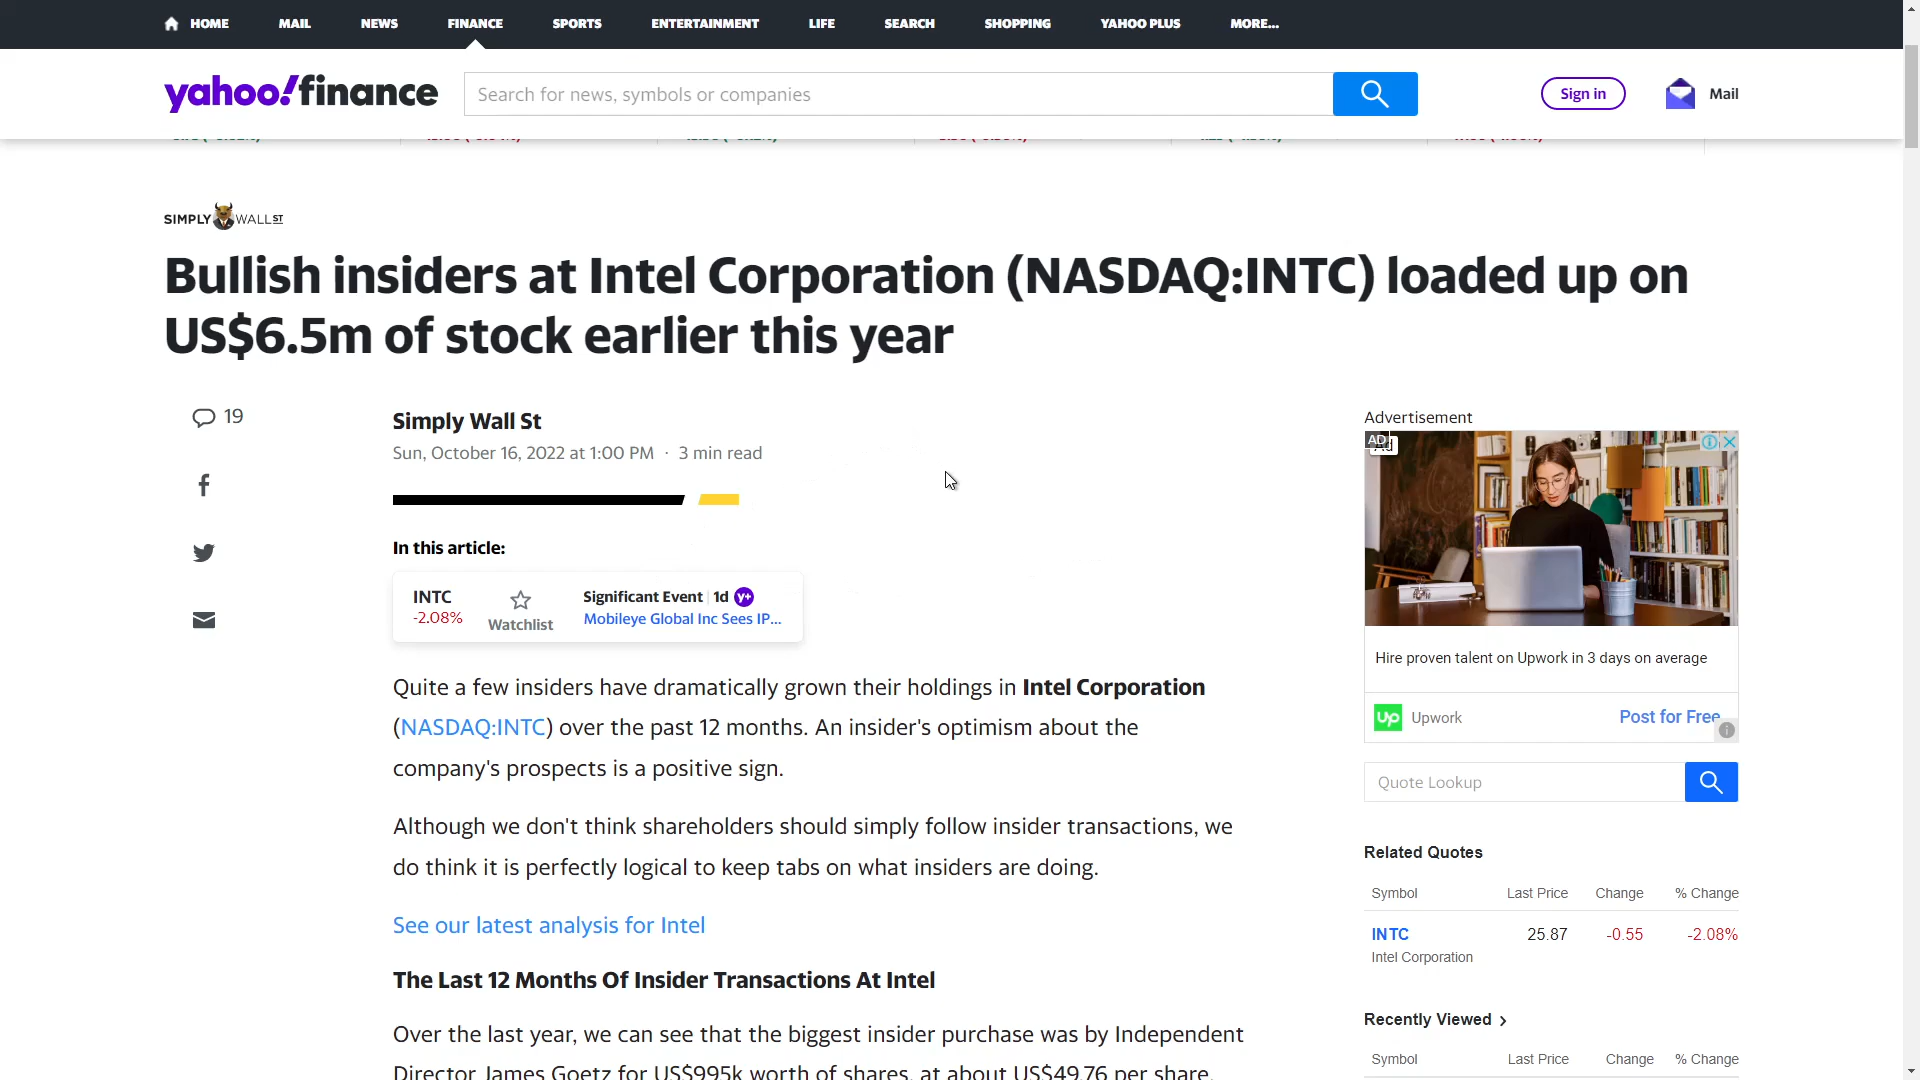 HOME MAIL NEWS FINANCE SPORTS ENTERTAINMENT LIFE SEARCH SHOPPING YAHOO PLUS MORE...
yahoo!finance
Search for news, symbols or companies
Sign in
Mail
SIMPLY WALL ST
Bullish insiders at Intel Corporation (NASDAQ:INTC) loaded up on
US$6.5m of stock earlier this year
19
Simply Wall St
Sun, October 16, 2022 at 1:00 PM · 3 min read
In this article:
INTC
-2.08%
Watchlist
Significant Event 1d Y+
Mobileye Global Inc Sees IP...
Quite a few insiders have dramatically grown their holdings in Intel Corporation
(NASDAQ:INTC) over the past 12 months. An insider's optimism about the
company's prospects is a positive sign.
Although we don't think shareholders should simply follow insider transactions, we
do think it is perfectly logical to keep tabs on what insiders are doing.
See our latest analysis for Intel
The Last 12 Months Of Insider Transactions At Intel
Over the last year, we can see that the biggest insider purchase was by Independent
Director James Goetz for US$995k worth of shares, at about US$49.76 per share.
Advertisement
AD
Ad
Hire proven talent on Upwork in 3 days on average
Up Upwork Post for Free
Quote Lookup
Related Quotes
Symbol Last Price Change % Change
INTC 25.87 -0.55 -2.08%
Intel Corporation
Recently Viewed >
Symbol Last Price Change % Change